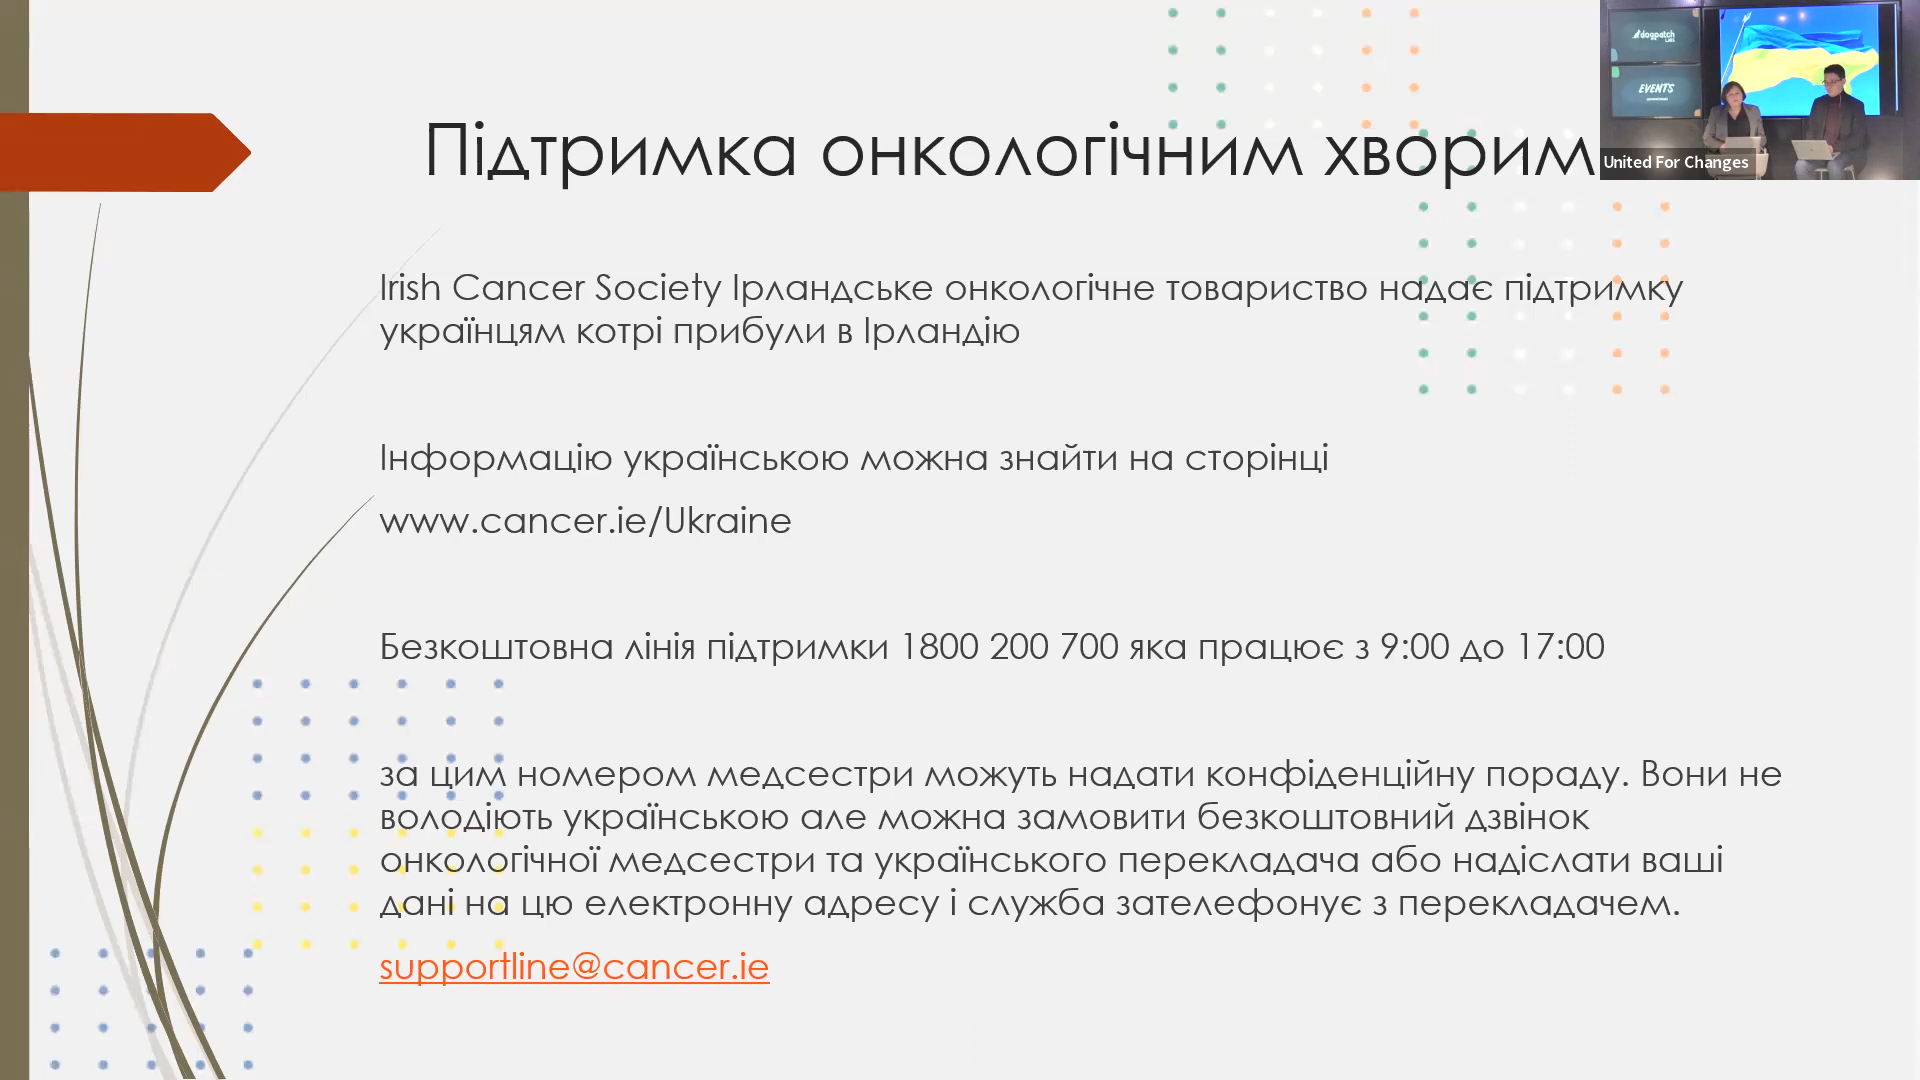 Підтримка онкологічним хворим
dogpatch
LABS
EVENTS
United For Changes
Irish Cancer Society Ірландське онкологічне товариство надає підтримку
українцям котрі прибули в Ірландію
Інформацію українською можна знайти на сторінці
www.cancer.ie/Ukraine
Безкоштовна лінія підтримки 1800 200 700 яка працює з 9:00 до 17:00
за цим номером медсестри можуть надати конфіденційну пораду. Вони не
володіють українською але можна замовити безкоштовний дзвінок
онкологічної медсестри та українського перекладача або надіслати ваші
дані на цю електронну адресу і служба зателефонує з перекладачем.
supportline@cancer.ie